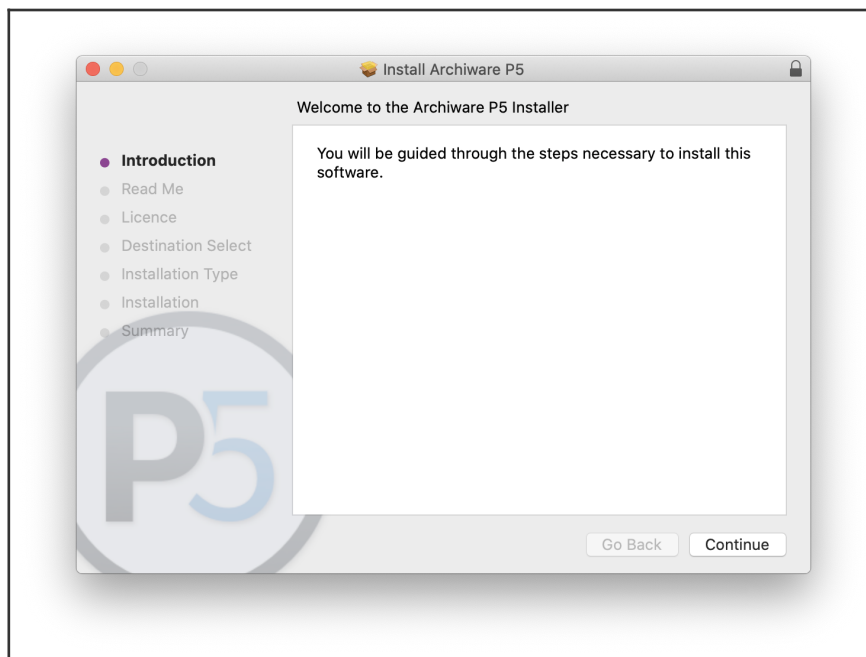 Install Archiware P5
Welcome to the Archiware P5 Installer
Introduction
Read Me
Licence
Destination Select
Installation Type
Installation
Summary
You will be guided through the steps necessary to install this
software.
P5
Go Back
Continue